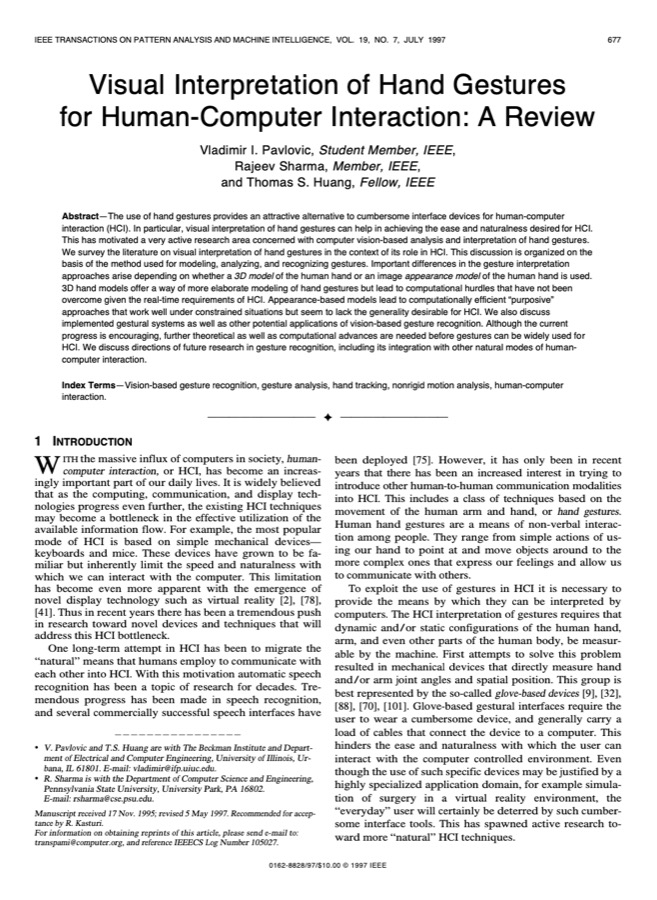 IEEE TRANSACTIONS ON PATTERN ANALYSIS AND MACHINE INTELLIGENCE, VOL. 19, NO. 7, JULY 1997
677
Visual Interpretation of Hand Gestures
for Human-Computer Interaction: A Review
Vladimir I. Pavlovic, Student Member, IEEE,
Rajeev Sharma, Member, IEEE,
and Thomas S. Huang, Fellow, IEEE
Abstract—The use of hand gestures provides an attractive alternative to cumbersome interface devices for human-computer
interaction (HCI). In particular, visual interpretation of hand gestures can help in achieving the ease and naturalness desired for HCI.
This has motivated a very active research area concerned with computer vision-based analysis and interpretation of hand gestures.
We survey the literature on visual interpretation of hand gestures in the context of its role in HCI. This discussion is organized on the
basis of the method used for modeling, analyzing, and recognizing gestures. Important differences in the gesture interpretation
approaches arise depending on whether a 3D model of the human hand or an image appearance model of the human hand is used.
3D hand models offer a way of more elaborate modeling of hand gestures but lead to computational hurdles that have not been
overcome given the real-time requirements of HCI. Appearance-based models lead to computationally efficient “purposive”
approaches that work well under constrained situations but seem to lack the generality desirable for HCI. We also discuss
implemented gestural systems as well as other potential applications of vision-based gesture recognition. Although the current
progress is encouraging, further theoretical as well as computational advances are needed before gestures can be widely used for
HCI. We discuss directions of future research in gesture recognition, including its integration with other natural modes of human-
computer interaction.
Index Terms—Vision-based gesture recognition, gesture analysis, hand tracking, nonrigid motion analysis, human-computer
interaction.
1 INTRODUCTION
WITH the massive influx of computers in society, human-
computer interaction, or HCI, has become an increas-
ingly important part of our daily lives. It is widely believed
that as the computing, communication, and display tech-
nologies progress even further, the existing HCI techniques
may become a bottleneck in the effective utilization of the
available information flow. For example, the most popular
mode of HCI is based on simple mechanical devices—
keyboards and mice. These devices have grown to be fa-
miliar but inherently limit the speed and naturalness with
which we can interact with the computer. This limitation
has become even more apparent with the emergence of
novel display technology such as virtual reality [2], [78],
[41]. Thus in recent years there has been a tremendous push
in research toward novel devices and techniques that will
address this HCI bottleneck.
One long-term attempt in HCI has been to migrate the
“natural” means that humans employ to communicate with
each other into HCI. With this motivation automatic speech
recognition has been a topic of research for decades. Tre-
mendous progress has been made in speech recognition,
and several commercially successful speech interfaces have
• V. Pavlovic and T.S. Huang are with The Beckman Institute and Depart-
ment of Electrical and Computer Engineering, University of Illinois, Ur-
bana, IL 61801. E-mail: vladimir@ifp.uiuc.edu.
• R. Sharma is with the Department of Computer Science and Engineering,
Pennsylvania State University, University Park, PA 16802.
E-mail: rsharma@cse.psu.edu.
Manuscript received 17 Nov. 1995; revised 5 May 1997. Recommended for accep-
tance by R. Kasturi.
For information on obtaining reprints of this article, please send e-mail to:
transpami@computer.org, and reference IEEECS Log Number 105027.
been deployed [75]. However, it has only been in recent
years that there has been an increased interest in trying to
introduce other human-to-human communication modalities
into HCI. This includes a class of techniques based on the
movement of the human arm and hand, or hand gestures.
Human hand gestures are a means of non-verbal interac-
tion among people. They range from simple actions of us-
ing our hand to point at and move objects around to the
more complex ones that express our feelings and allow us
to communicate with others.
To exploit the use of gestures in HCI it is necessary to
provide the means by which they can be interpreted by
computers. The HCI interpretation of gestures requires that
dynamic and/or static configurations of the human hand,
arm, and even other parts of the human body, be measur-
able by the machine. First attempts to solve this problem
resulted in mechanical devices that directly measure hand
and/or arm joint angles and spatial position. This group is
best represented by the so-called glove-based devices [9], [32],
[88], [70], [101]. Glove-based gestural interfaces require the
user to wear a cumbersome device, and generally carry a
load of cables that connect the device to a computer. This
hinders the ease and naturalness with which the user can
interact with the computer controlled environment. Even
though the use of such specific devices may be justified by a
highly specialized application domain, for example simula-
tion of surgery in a virtual reality environment, the
“everyday” user will certainly be deterred by such cumber-
some interface tools. This has spawned active research to-
ward more “natural” HCI techniques.
0162-8828/97/$10.00 © 1997 IEEE